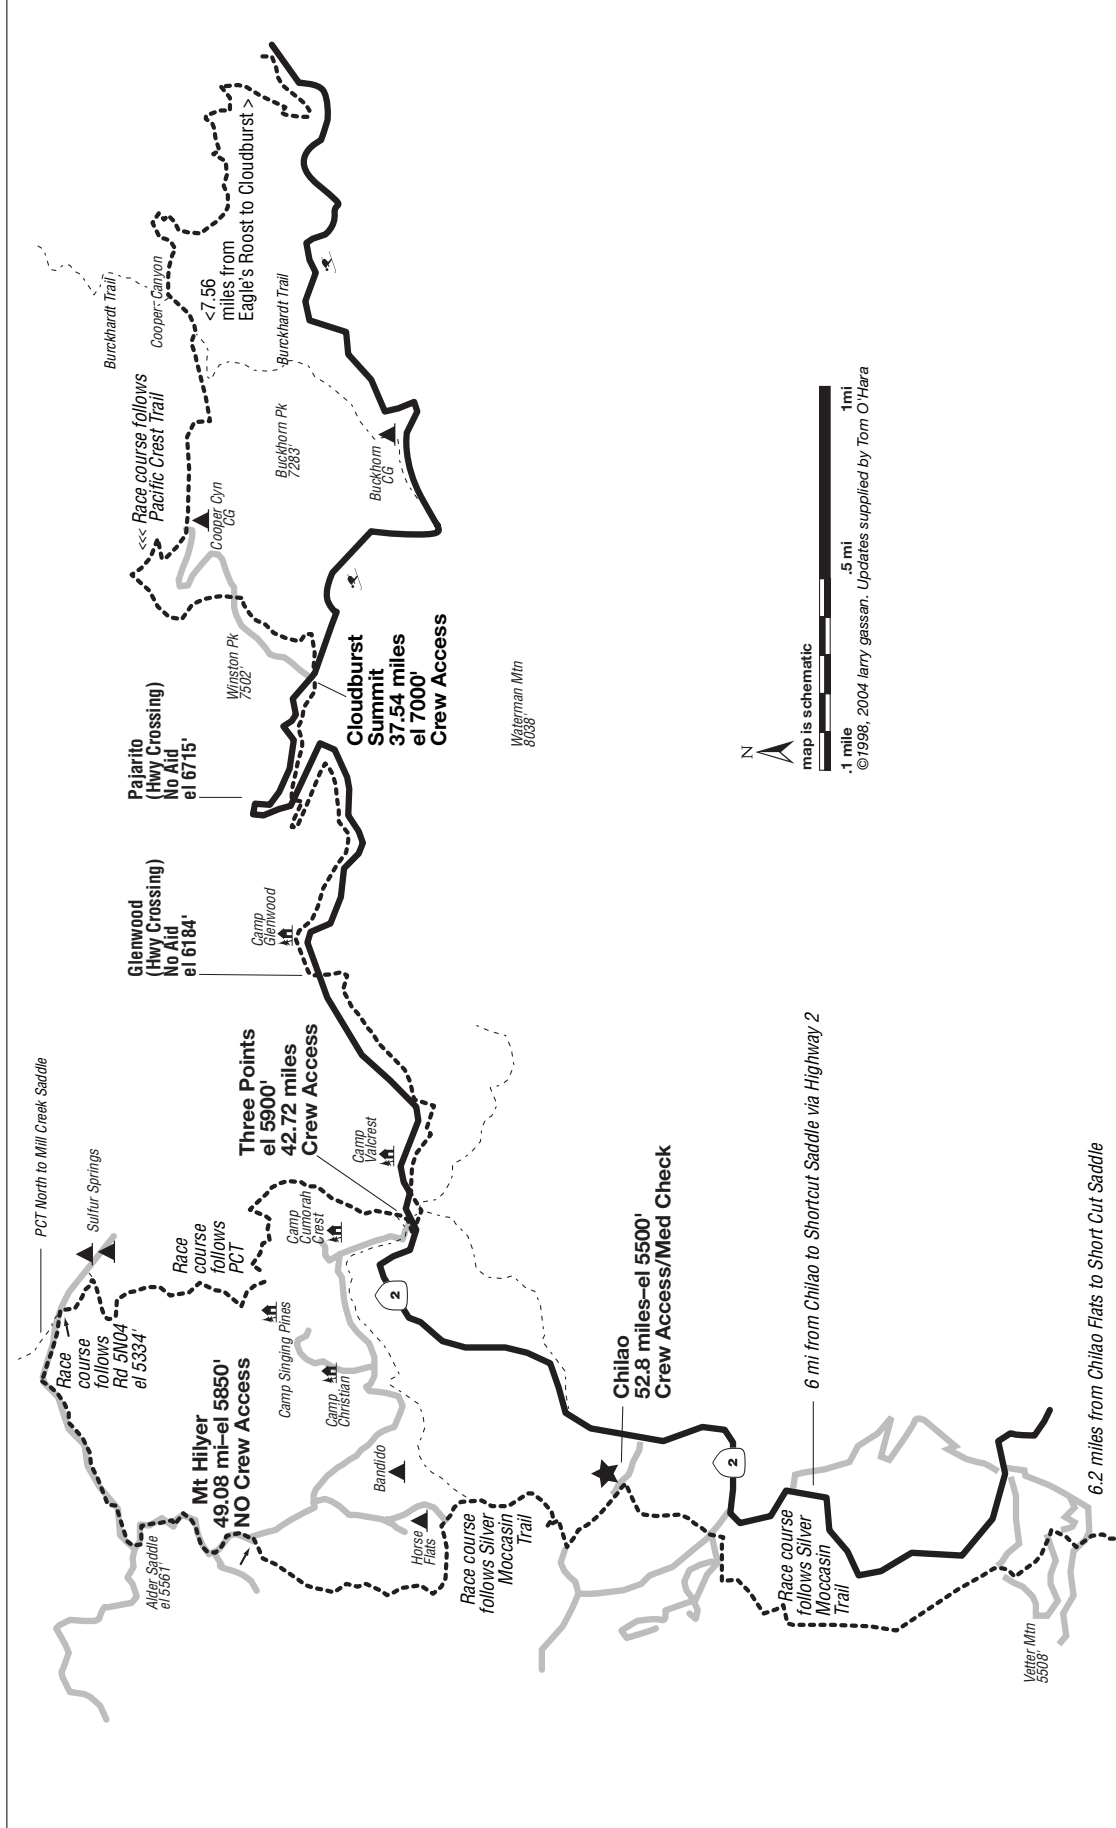 PCT North to Mill Creek Saddle
Sulfur Springs
Race
course
follows
Rd 5N04
el 5334'
Race
course
follows
PCT
Alder Saddle
el 5561'
Mt Hilyer
49.08 mi–el 5850'
NO Crew Access
Camp Singing Pines
Camp
Christian
Camp
Cumorah
Crest
Bandido
Horse
Flats
Three Points
el 5900'
42.72 miles
Crew Access
Camp
Valcrest
Glenwood
(Hwy Crossing)
No Aid
el 6184'
Camp
Glenwood
Pajarito
(Hwy Crossing)
No Aid
el 6715'
Winston Pk
7502'
Cloudburst
Summit
37.54 miles
el 7000'
Crew Access
Waterman Mtn
8038'
<<< Race course follows
Pacific Crest Trail
Cooper Cyn
CG
Buckhorn Pk
7283'
Buckhorn
CG
Burckhardt Trail
Cooper Canyon
Burckhardt Trail
<7.56
miles from
Eagle's Roost to Cloudburst >
2
Race course
follows Silver
Moccasin
Trail
Chilao
52.8 miles–el 5500'
Crew Access/Med Check
2
6 mi from Chilao to Shortcut Saddle via Highway 2
Race course
follows Silver
Moccasin
Trail
Vetter Mtn
5508'
6.2 miles from Chilao Flats to Short Cut Saddle
N
map is schematic
.1 mile
.5 mi
1mi
©1998, 2004 larry gassan. Updates supplied by Tom O'Hara